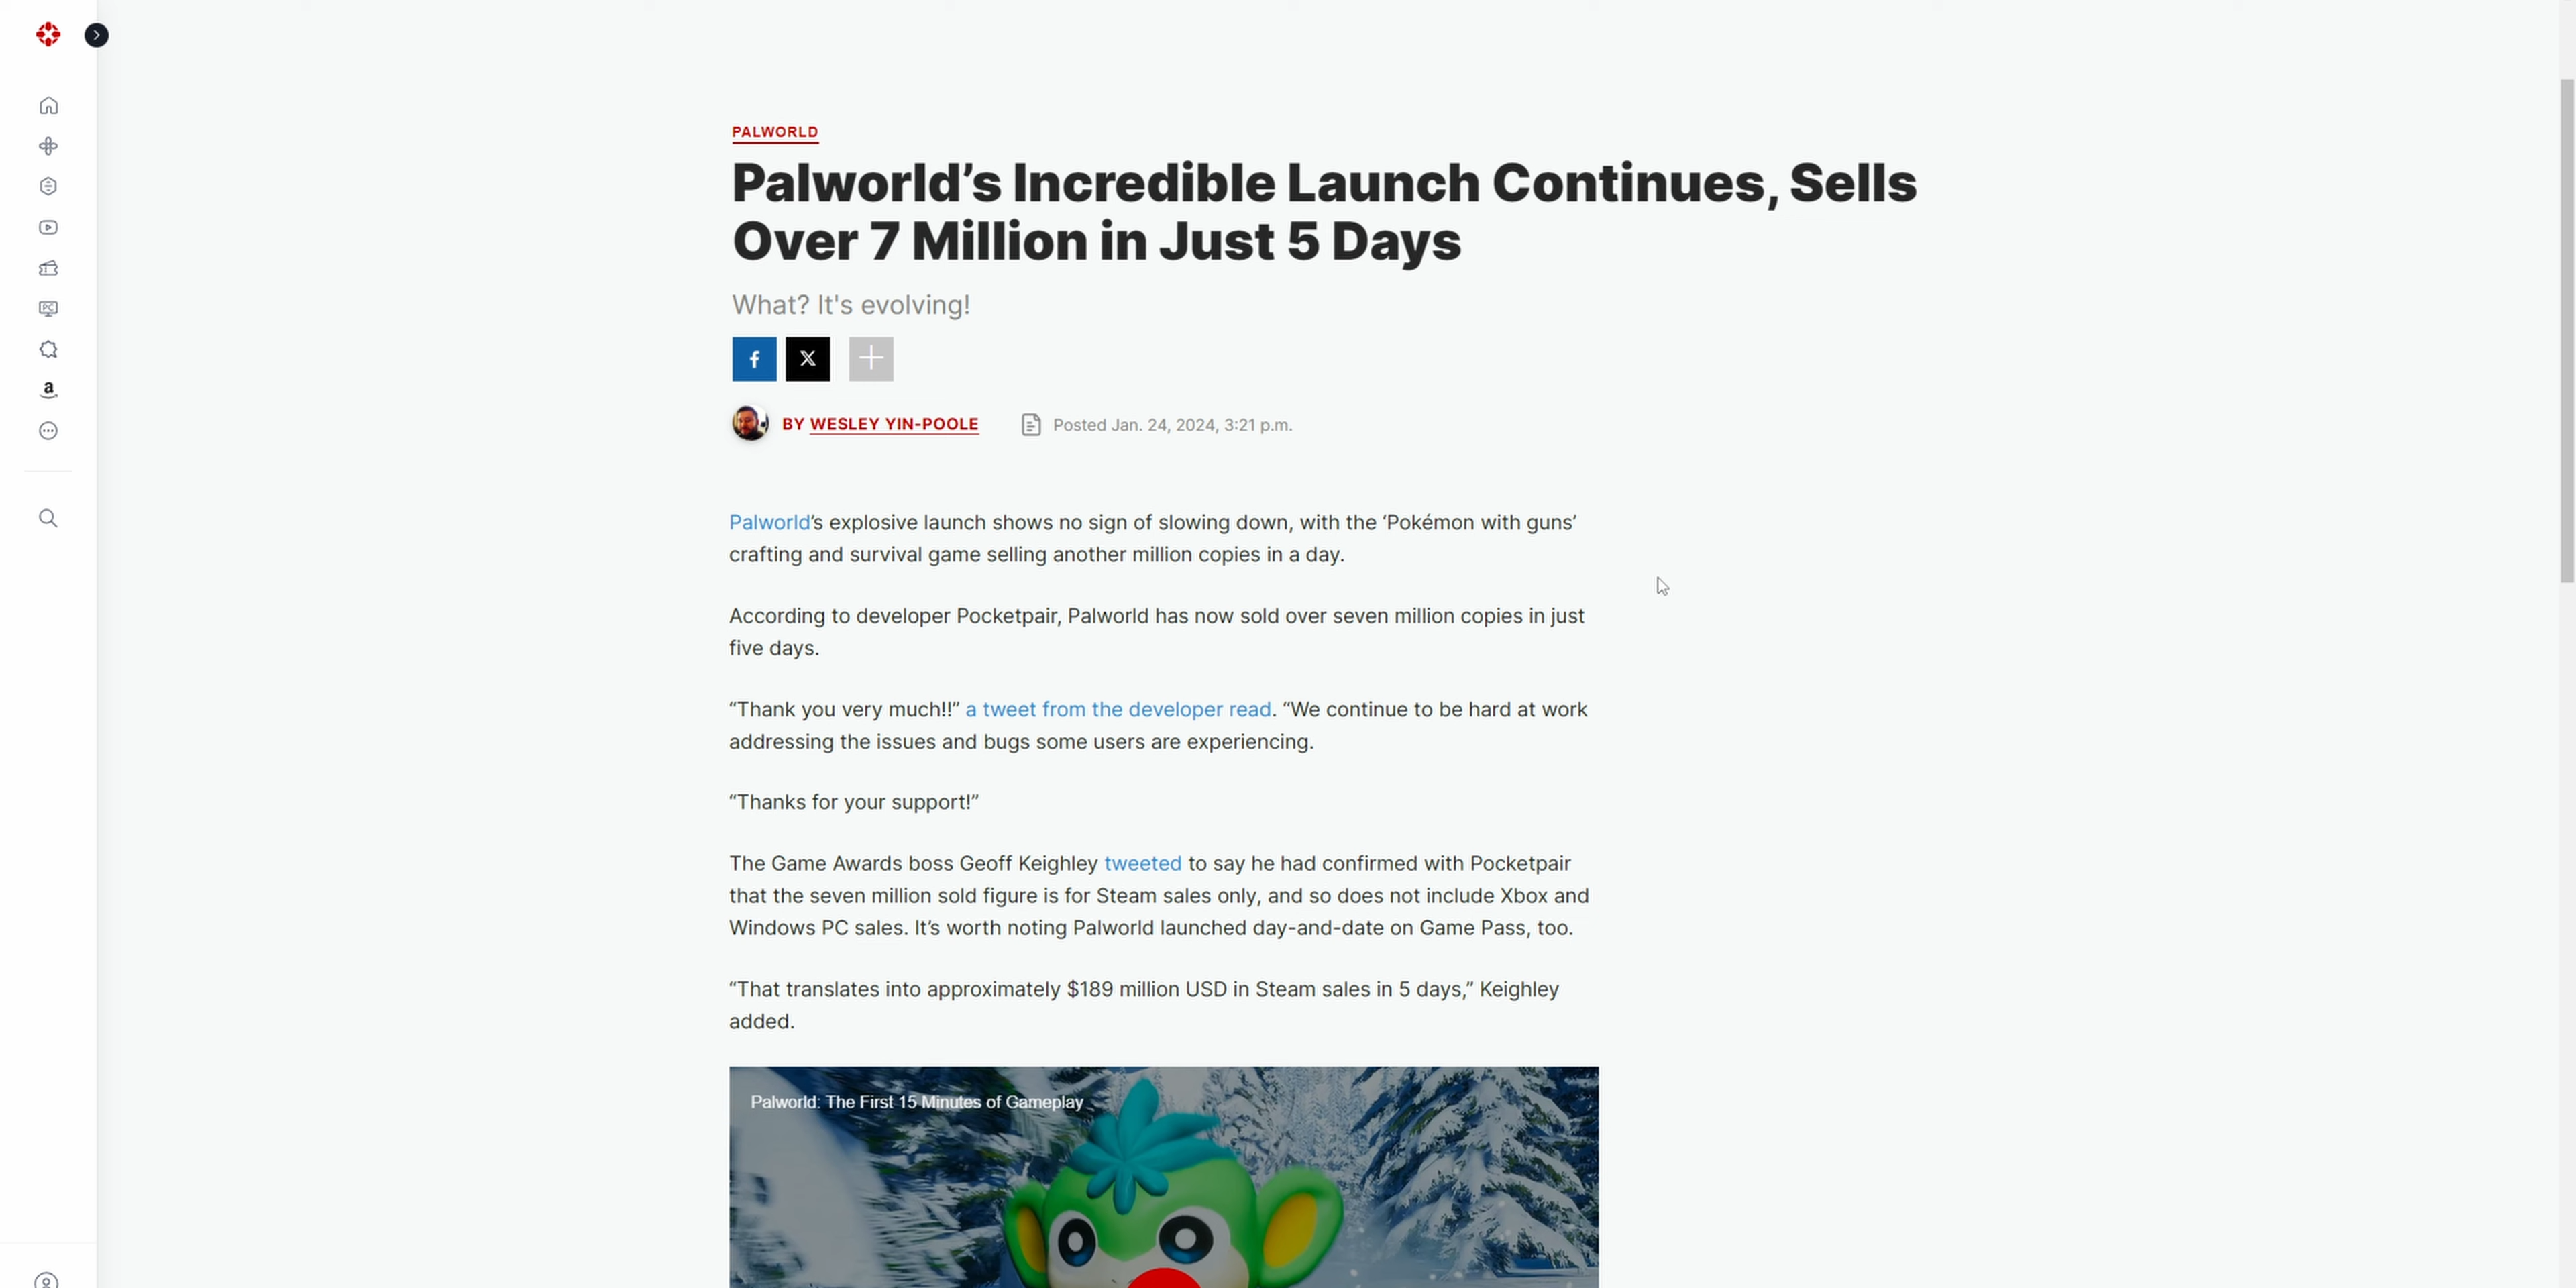 PALWORLD
Palworld’s Incredible Launch Continues, Sells
Over 7 Million in Just 5 Days
What? It's evolving!
BY WESLEY YIN-POOLE
Posted Jan. 24, 2024, 3:21 p.m.
Palworld’s explosive launch shows no sign of slowing down, with the ‘Pokémon with guns’
crafting and survival game selling another million copies in a day.
According to developer Pocketpair, Palworld has now sold over seven million copies in just
five days.
“Thank you very much!!” a tweet from the developer read. “We continue to be hard at work
addressing the issues and bugs some users are experiencing.
“Thanks for your support!”
The Game Awards boss Geoff Keighley tweeted to say he had confirmed with Pocketpair
that the seven million sold figure is for Steam sales only, and so does not include Xbox and
Windows PC sales. It’s worth noting Palworld launched day-and-date on Game Pass, too.
“That translates into approximately $189 million USD in Steam sales in 5 days,” Keighley
added.
Palworld: The First 15 Minutes of Gameplay